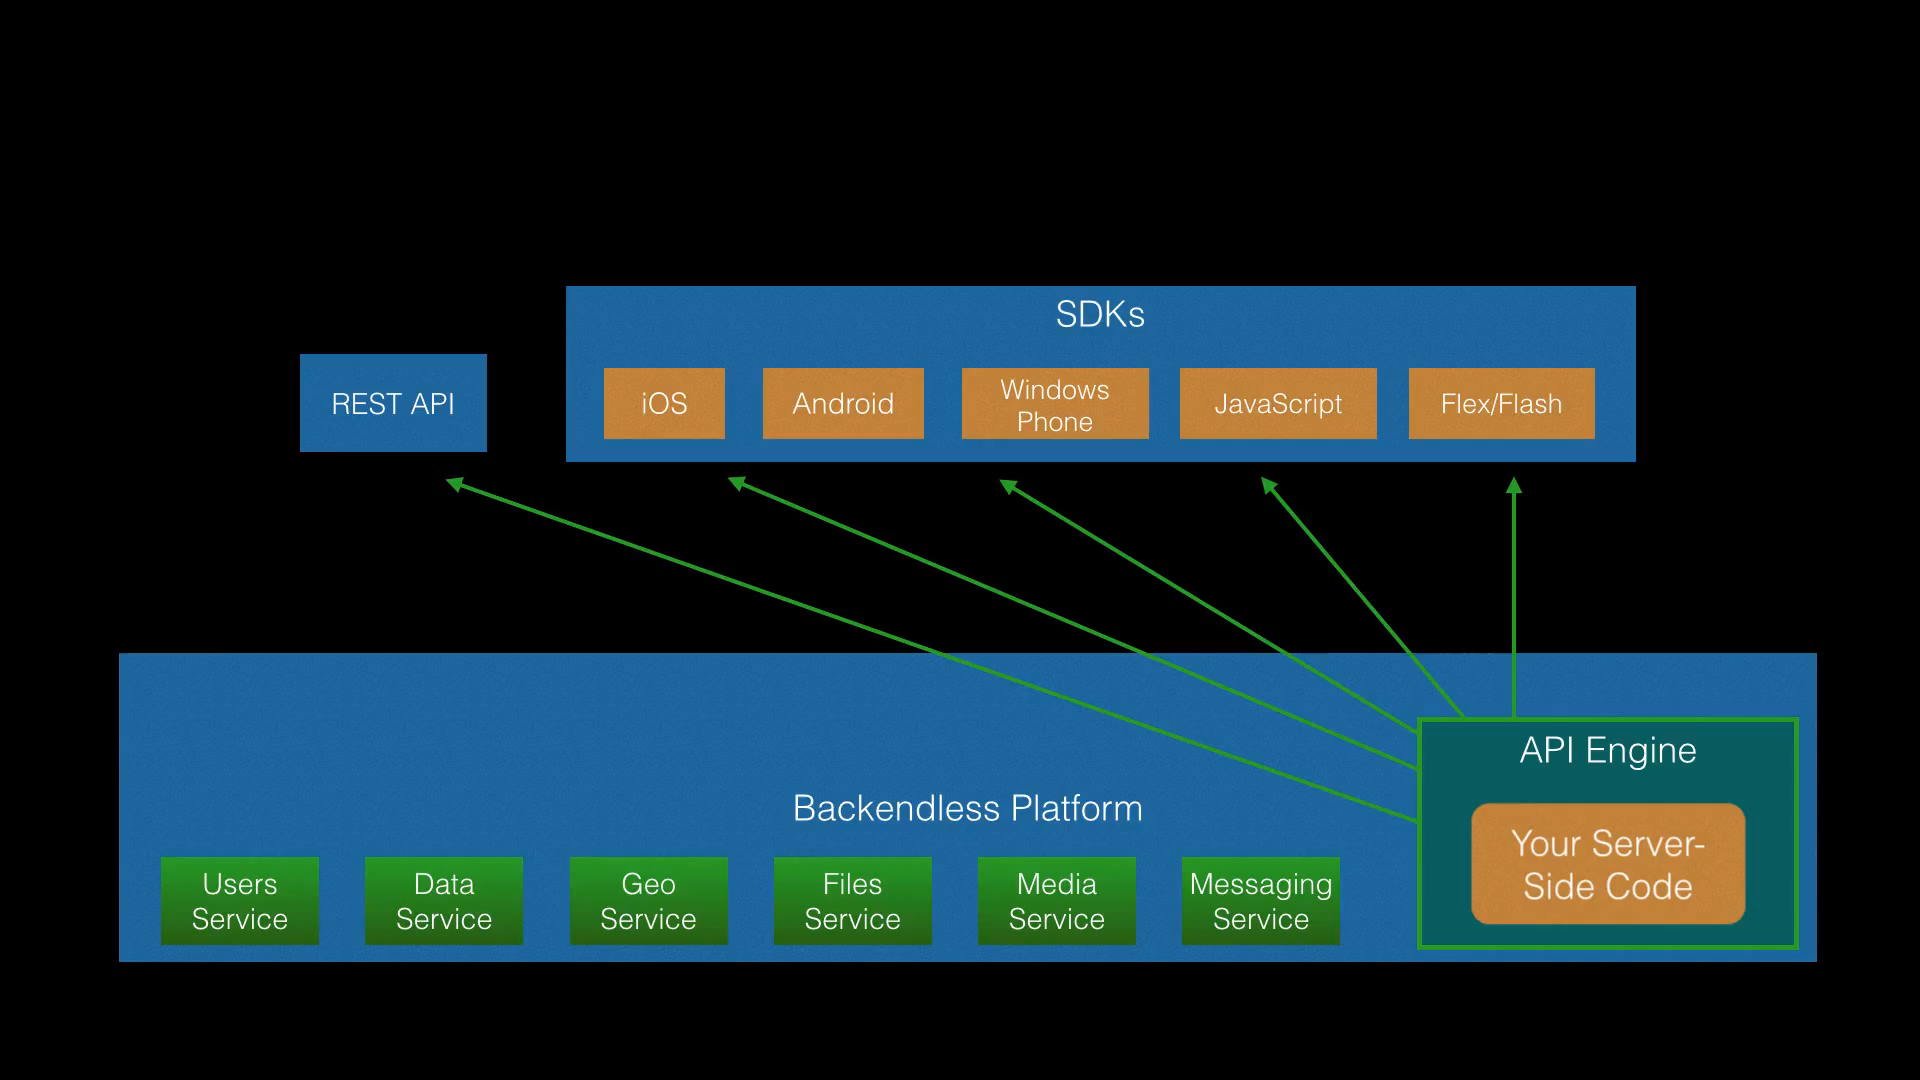 SDKs
REST API
iOS
Android
Windows
Phone
JavaScript
Flex/Flash
API Engine
Backendless Platform
Your Server-
Side Code
Users
Service
Data
Service
Geo
Service
Files
Service
Media
Service
Messaging
Service